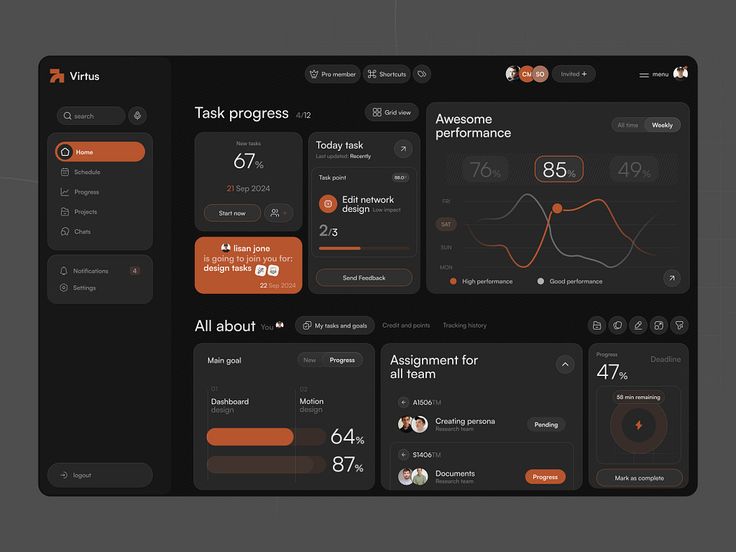 Virtus
Pro member
Shortcuts
CM
SO
Invited +
menu
search
Home
Schedule
Progress
Projects
Chats
Notifications
4
Settings
logout
Task progress 4/12
Grid view
New tasks
67%
21 Sep 2024
Start now
lisan jone
is going to join you for:
design tasks
22 Sep 2024
Today task
Last updated: Recently
Task point
Edit network
design Low impact
2/3
Send Feedback
Awesome
performance
All time
Weekly
76%
85%
49%
FRI
SAT
SUN
MON
High performance
Good performance
All about You
My tasks and goals
Credit and points
Tracking history
Main goal
New
Progress
01
Dashboard
design
02
Motion
design
64%
87%
Assignment for
all team
A1506TM
Creating persona
Research team
Pending
S1406TM
Documents
Research team
Progress
Progress
47%
Deadline
58 min remaining
Mark as complete